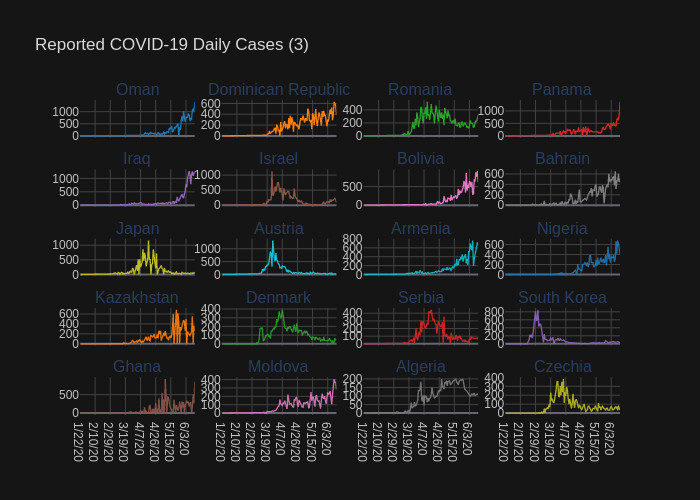 Reported COVID-19 Daily Cases (3)
Oman Dominican Republic Romania Panama
1000 500 0 600 400 200 0 400 200 0 1000 500 0
Iraq Israel Bolivia Bahrain
1000 500 0 1000 500 0 500 0 600 400 200 0
Japan Austria Armenia Nigeria
1000 500 0 1000 500 0 800 600 400 200 0 600 400 200 0
Kazakhstan Denmark Serbia South Korea
600 400 200 0 400 300 200 100 0 400 300 200 100 0 800 600 400 200 0
Ghana Moldova Algeria Czechia
500 0 400 300 200 100 0 200 150 100 50 0 400 300 200 100 0
1/22/20 2/10/20 2/29/20 3/19/20 4/7/20 4/26/20 5/15/20 6/3/20 1/22/20 2/10/20 2/29/20 3/19/20 4/7/20 4/26/20 5/15/20 6/3/20 1/22/20 2/10/20 2/29/20 3/19/20 4/7/20 4/26/20 5/15/20 6/3/20 1/22/20 2/10/20 2/29/20 3/19/20 4/7/20 4/26/20 5/15/20 6/3/20